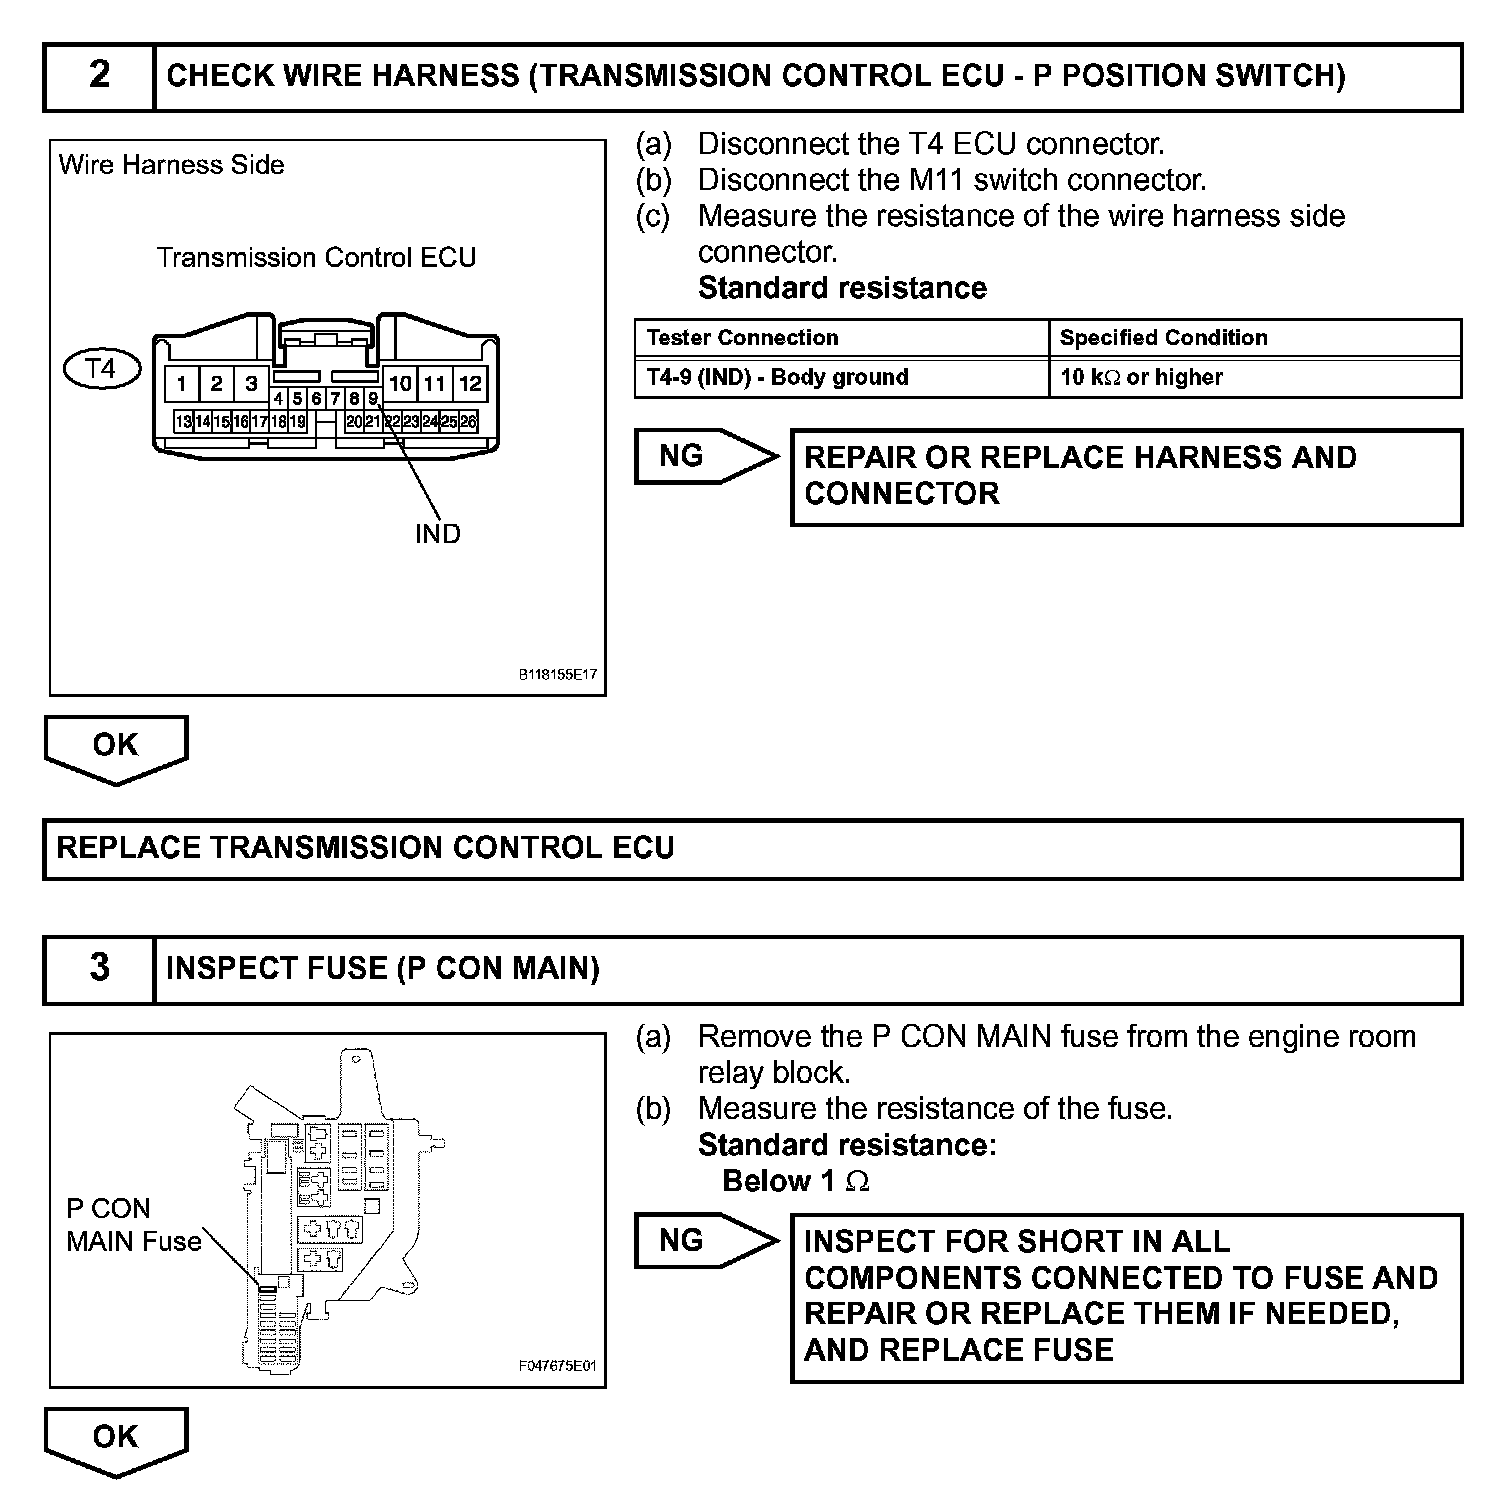 2
CHECK WIRE HARNESS (TRANSMISSION CONTROL ECU - P POSITION SWITCH)
Wire Harness Side
Transmission Control ECU
T4
1 2 3 10 11 12
4 5 6 7 8 9
13 14 15 16 17 18 19 20 21 22 23 24 25 26
IND
B118155E17
(a) Disconnect the T4 ECU connector.
(b) Disconnect the M11 switch connector.
(c) Measure the resistance of the wire harness side
connector.
Standard resistance
Tester Connection Specified Condition
T4-9 (IND) - Body ground 10 kΩ or higher
NG
REPAIR OR REPLACE HARNESS AND
CONNECTOR
OK
REPLACE TRANSMISSION CONTROL ECU
3
INSPECT FUSE (P CON MAIN)
P CON
MAIN Fuse
F047675E01
(a) Remove the P CON MAIN fuse from the engine room
relay block.
(b) Measure the resistance of the fuse.
Standard resistance:
Below 1 Ω
NG
INSPECT FOR SHORT IN ALL
COMPONENTS CONNECTED TO FUSE AND
REPAIR OR REPLACE THEM IF NEEDED,
AND REPLACE FUSE
OK